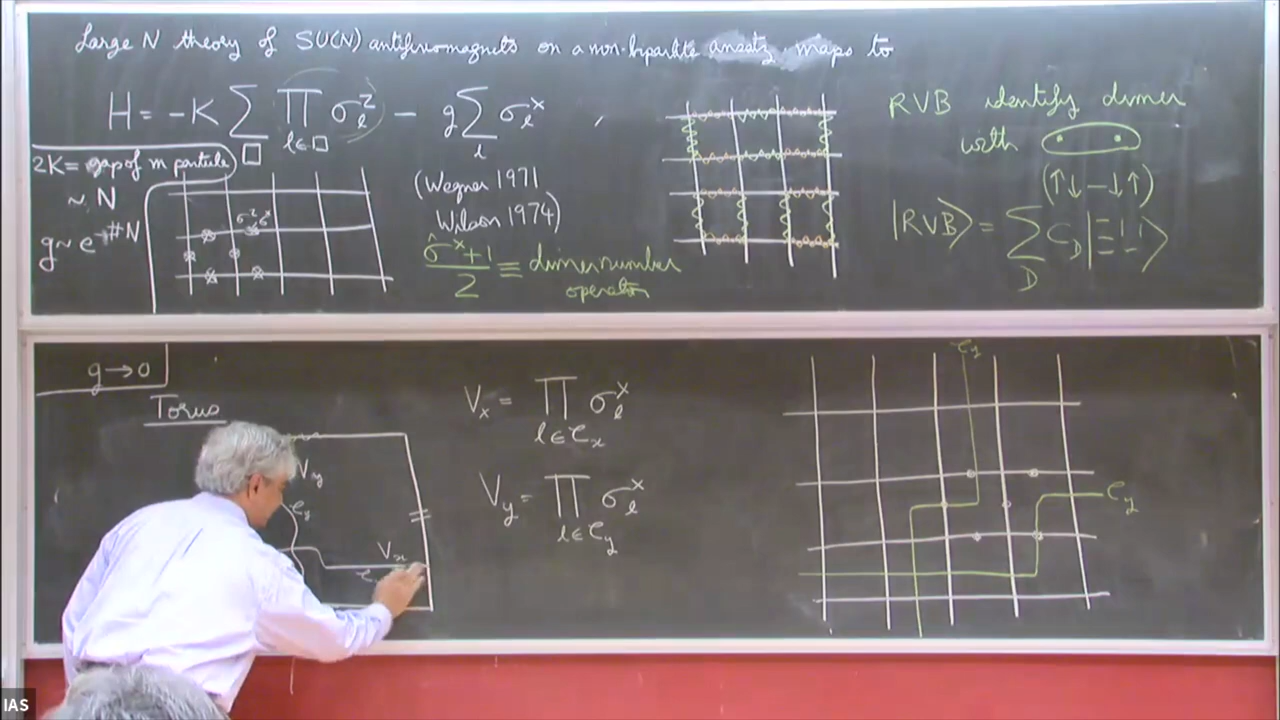 Large N theory of SU(N) antiferromagnets on a non-bipartite ansatz maps to
H = -K ∑ ∏ σ_l^z - g ∑ σ_l^x ,
□ l∈□ l
2K = gap of m particle
~ N
g ~ e^{-#N}
σ^z σ^x
(Wegner 1971
Wilson 1974)
σ̂^x + 1 / 2 ≡ dimer number
operator
RVB identify dimer
with
(↑↓ - ↓↑)
|RVB> = ∑ C_D | >
D
g → 0
Torus
V_y
C_y
V_x
V_x = ∏ σ_l^x
l ∈ C_x
V_y = ∏ σ_l^x
l ∈ C_y
C_y
C_y
IAS